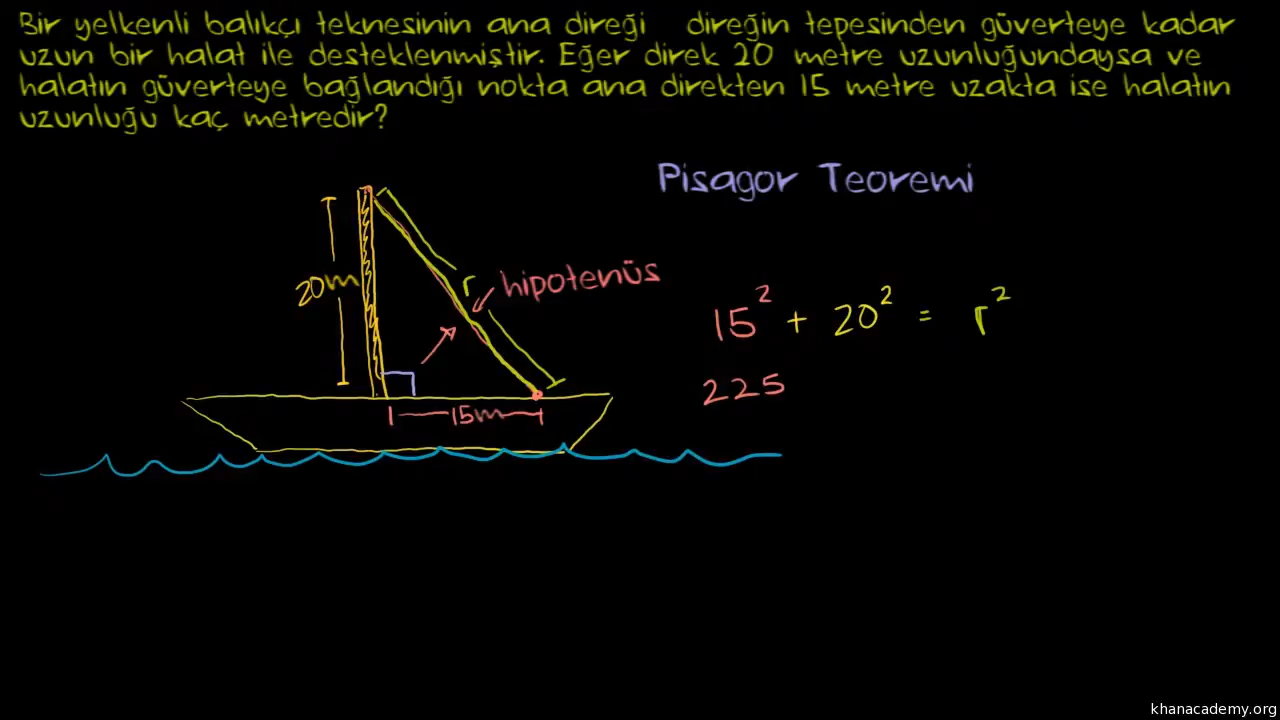 Bir yelkenli balıkçı teknesinin ana direği direğin tepesinden güverteye kadar
uzun bir halat ile desteklenmiştir. Eğer direk 20 metre uzunluğundaysa ve
halatın güverteye bağlandığı nokta ana direkten 15 metre uzakta ise halatın
uzunluğu kaç metredir?
Pisagor Teoremi
20m
r
hipotenüs
15² + 20² = r²
225
15m
khanacademy.org